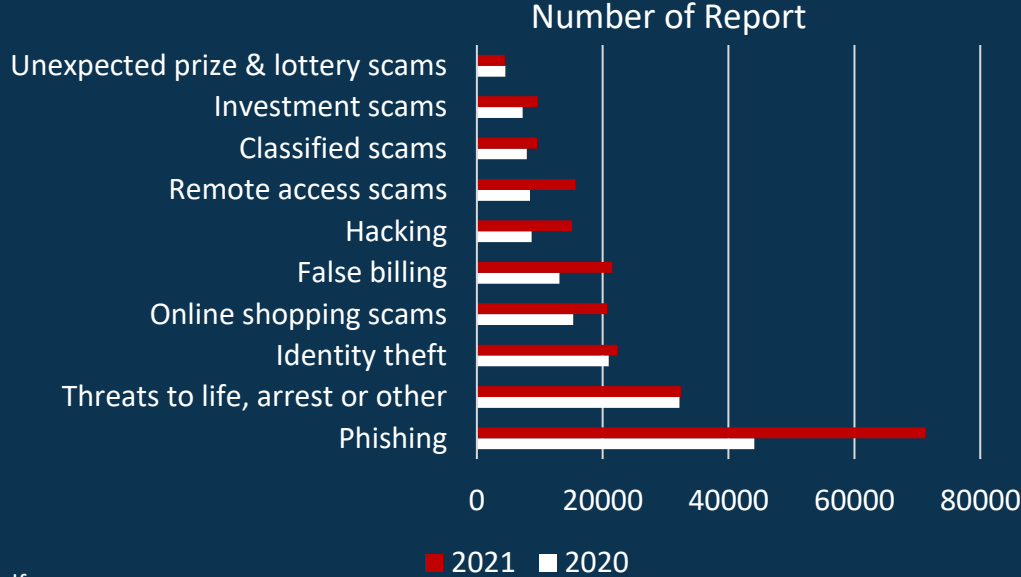 Number of Report
Unexpected prize & lottery scams
Investment scams
Classified scams
Remote access scams
Hacking
False billing
Online shopping scams
Identity theft
Threats to life, arrest or other
Phishing
0 20000 40000 60000 80000
2021 2020